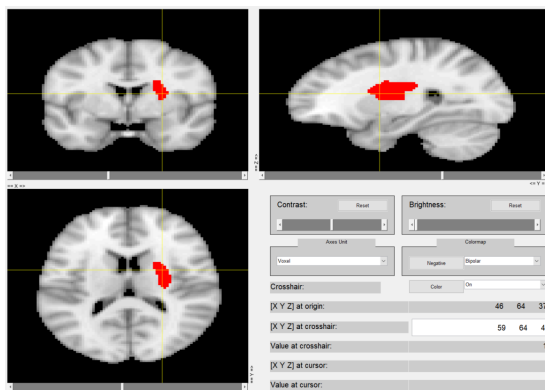 << X >>
<< Z >>
<< Y >>
<< Y >>
Contrast:
Reset
Brightness:
Reset
Axes Unit
Colormap
Voxel
Negative
Bipolar
Crosshair:
Color
On
[X Y Z] at origin:
46 64 37
[X Y Z] at crosshair:
59 64 4
Value at crosshair:
[X Y Z] at cursor:
Value at cursor: